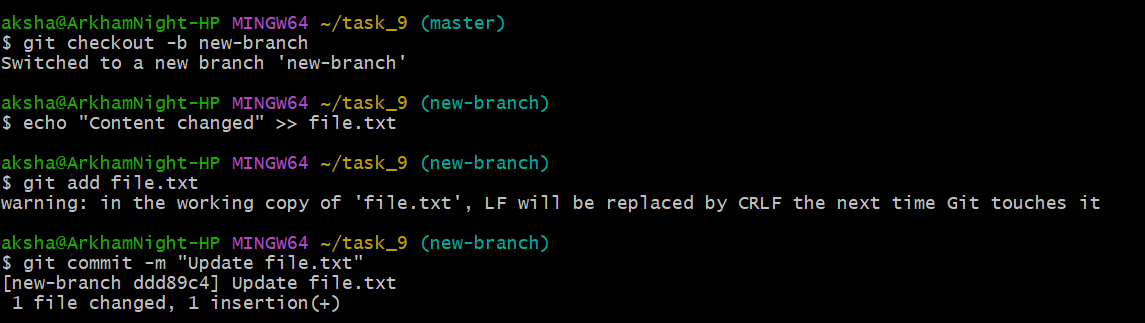 aksha@ArkhamNight-HP MINGW64 ~/task_9 (master)
$ git checkout -b new-branch
Switched to a new branch 'new-branch'
aksha@ArkhamNight-HP MINGW64 ~/task_9 (new-branch)
$ echo "Content changed" >> file.txt
aksha@ArkhamNight-HP MINGW64 ~/task_9 (new-branch)
$ git add file.txt
warning: in the working copy of 'file.txt', LF will be replaced by CRLF the next time Git touches it
aksha@ArkhamNight-HP MINGW64 ~/task_9 (new-branch)
$ git commit -m "Update file.txt"
[new-branch ddd89c4] Update file.txt
 1 file changed, 1 insertion(+)